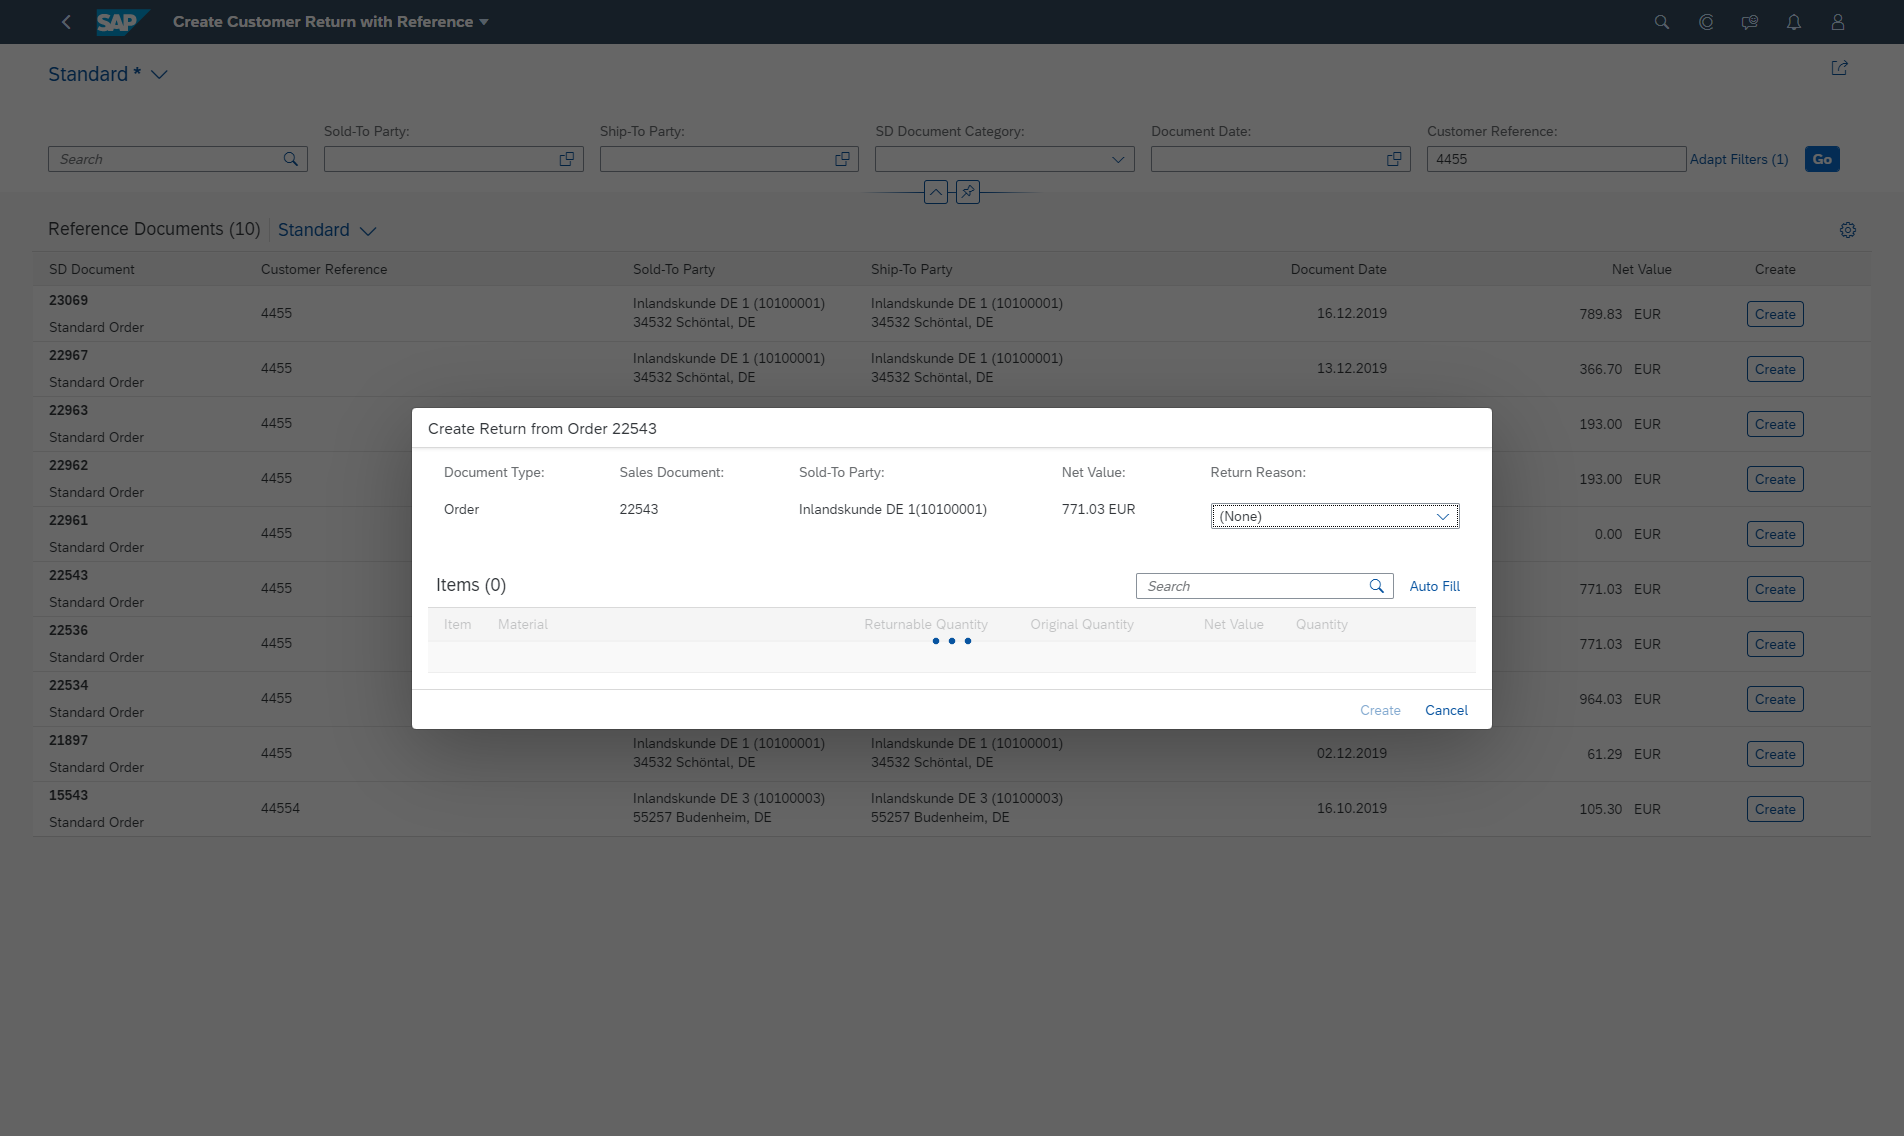 SAP
Create Customer Return with Reference
Standard *
Sold-To Party:
Ship-To Party:
SD Document Category:
Document Date:
Customer Reference:
Search
4455
Adapt Filters (1)
Go
Reference Documents (10)
Standard
SD Document
Customer Reference
Sold-To Party
Ship-To Party
Document Date
Net Value
Create
23069
Standard Order
4455
Inlandskunde DE 1 (10100001)
34532 Schöntal, DE
Inlandskunde DE 1 (10100001)
34532 Schöntal, DE
16.12.2019
789.83 EUR
Create
22967
Standard Order
4455
Inlandskunde DE 1 (10100001)
34532 Schöntal, DE
Inlandskunde DE 1 (10100001)
34532 Schöntal, DE
13.12.2019
366.70 EUR
Create
22963
Standard Order
4455
193.00 EUR
Create
22962
Standard Order
4455
193.00 EUR
Create
22961
Standard Order
4455
0.00 EUR
Create
22543
Standard Order
4455
771.03 EUR
Create
22536
Standard Order
4455
771.03 EUR
Create
22534
Standard Order
4455
964.03 EUR
Create
21897
Standard Order
4455
Inlandskunde DE 1 (10100001)
34532 Schöntal, DE
Inlandskunde DE 1 (10100001)
34532 Schöntal, DE
02.12.2019
61.29 EUR
Create
15543
Standard Order
44554
Inlandskunde DE 3 (10100003)
55257 Budenheim, DE
Inlandskunde DE 3 (10100003)
55257 Budenheim, DE
16.10.2019
105.30 EUR
Create
Create Return from Order 22543
Document Type:
Sales Document:
Sold-To Party:
Net Value:
Return Reason:
Order
22543
Inlandskunde DE 1(10100001)
771.03 EUR
(None)
Items (0)
Search
Auto Fill
Item
Material
Returnable Quantity
Original Quantity
Net Value
Quantity
Create
Cancel